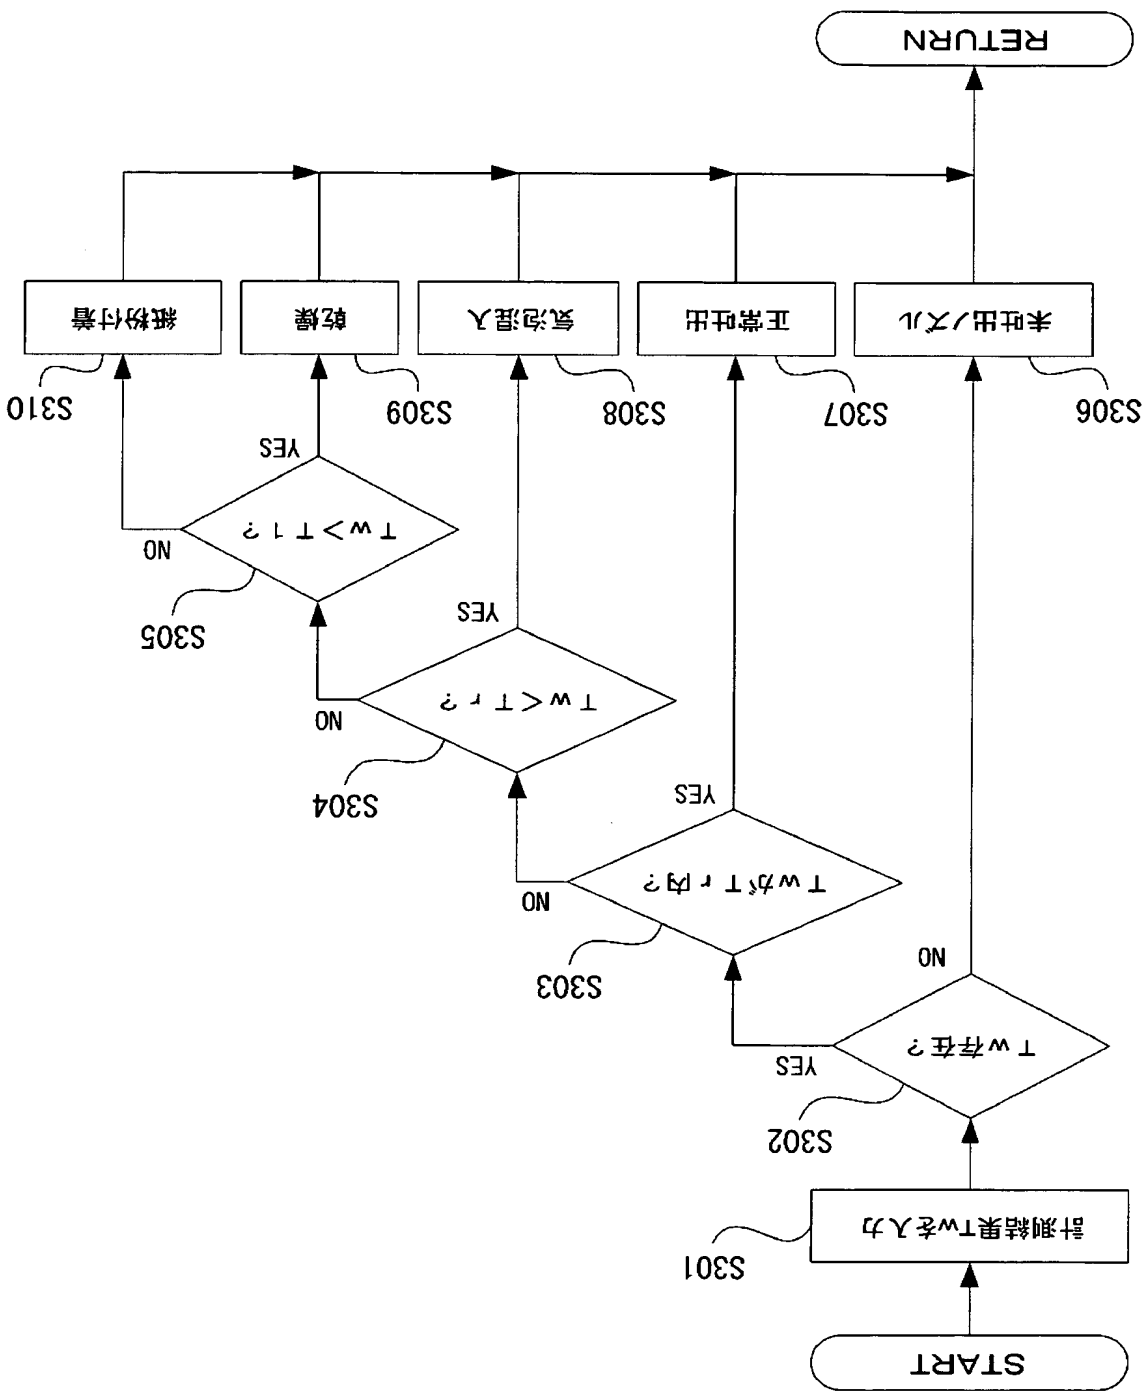 START
計測結果Twを入力
S301
Tw存在?
S302
YES
NO
TwがTr内?
S303
NO
YES
Tw<Tr?
S304
NO
YES
Tw>T1?
S305
NO
YES
S306
未吐出ノズル
S307
正常吐出
S308
気泡混入
S309
乾燥
S310
紙粉付着
RETURN